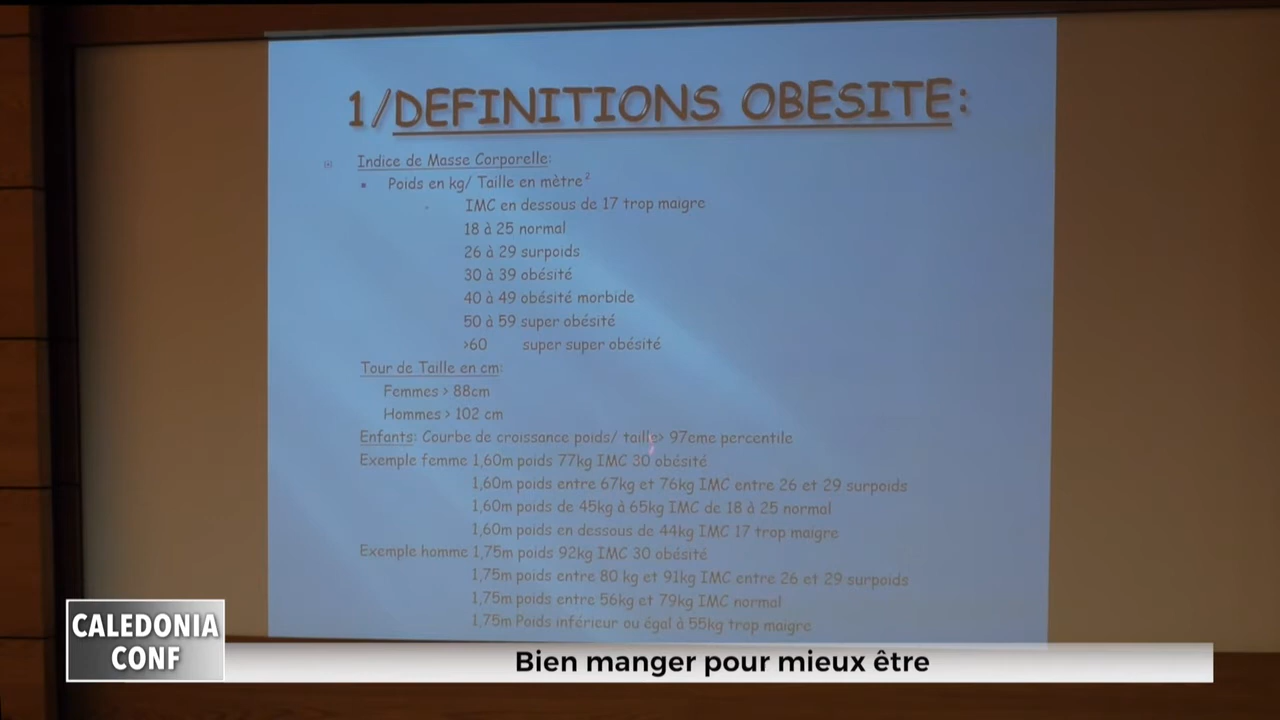 1/DEFINITIONS OBESITE:
Indice de Masse Corporelle:
Poids en kg/ Taille en mètre²
IMC en dessous de 17 trop maigre
18 à 25 normal
26 à 29 surpoids
30 à 39 obésité
40 à 49 obésité morbide
50 à 59 super obésité
>60 super super obésité
Tour de Taille en cm:
Femmes > 88cm
Hommes > 102 cm
Enfants: Courbe de croissance poids/ taille> 97eme percentile
Exemple femme 1,60m poids 77kg IMC 30 obésité
1,60m poids entre 67kg et 76kg IMC entre 26 et 29 surpoids
1,60m poids de 45kg à 65kg IMC de 18 à 25 normal
1,60m poids en dessous de 44kg IMC 17 trop maigre
Exemple homme 1,75m poids 92kg IMC 30 obésité
1,75m poids entre 80 kg et 91kg IMC entre 26 et 29 surpoids
1,75m poids entre 56kg et 79kg IMC normal
1,75m Poids inférieur ou égal à 55kg trop maigre
CALEDONIA
CONF
Bien manger pour mieux être